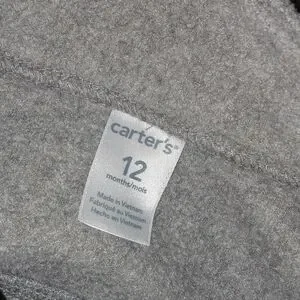 carter's
12
months/mois
Made in Vietnam
Fabriqué au Vietnam
Hecho en Vietnam